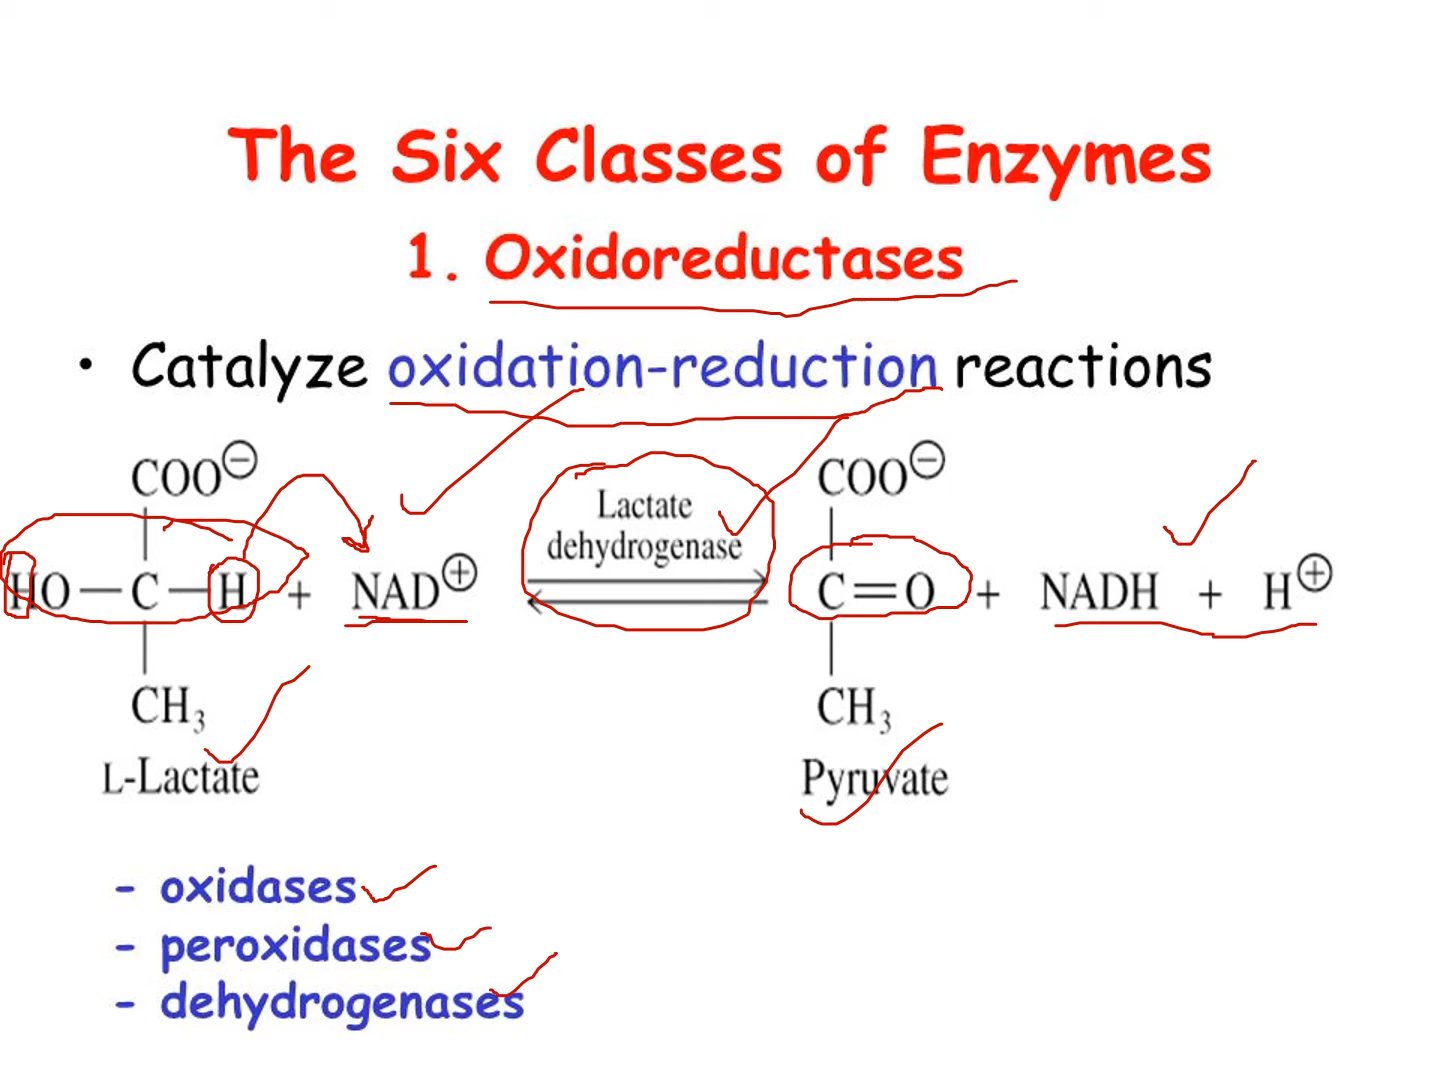 The Six Classes of Enzymes
1. Oxidoreductases
• Catalyze oxidation-reduction reactions
COO⊖ COO⊖
Lactate
dehydrogenase
HO—C—H + NAD⊕ C=O + NADH + H⊕
CH₃ CH₃
L-Lactate Pyruvate
- oxidases
- peroxidases
- dehydrogenases